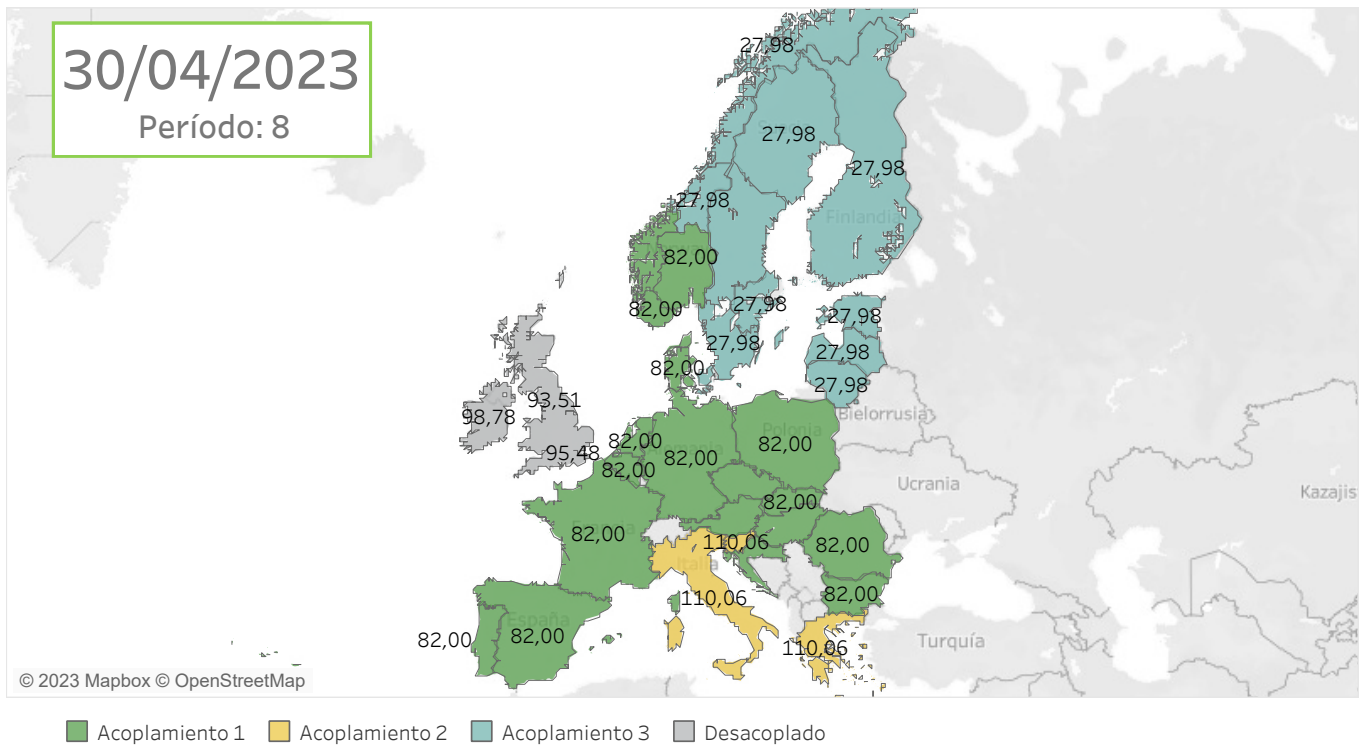 30/04/2023
Período: 8
27,98
27,98
27,98
Finlandia
27,98
82,00
82,00
27,98
27,98
27,98
27,98
27,98
82,00
93,51
98,78
95,48
Bielorrusia
Polonia
82,00
82,00
82,00
82,00
82,00
Ucrania
Kazajis
82,00
82,00
110,06
Italia
82,00
110,06
82,00
España
82,00
82,00
110,06
Turquía
© 2023 Mapbox © OpenStreetMap
Acoplamiento 1 Acoplamiento 2 Acoplamiento 3 Desacoplado